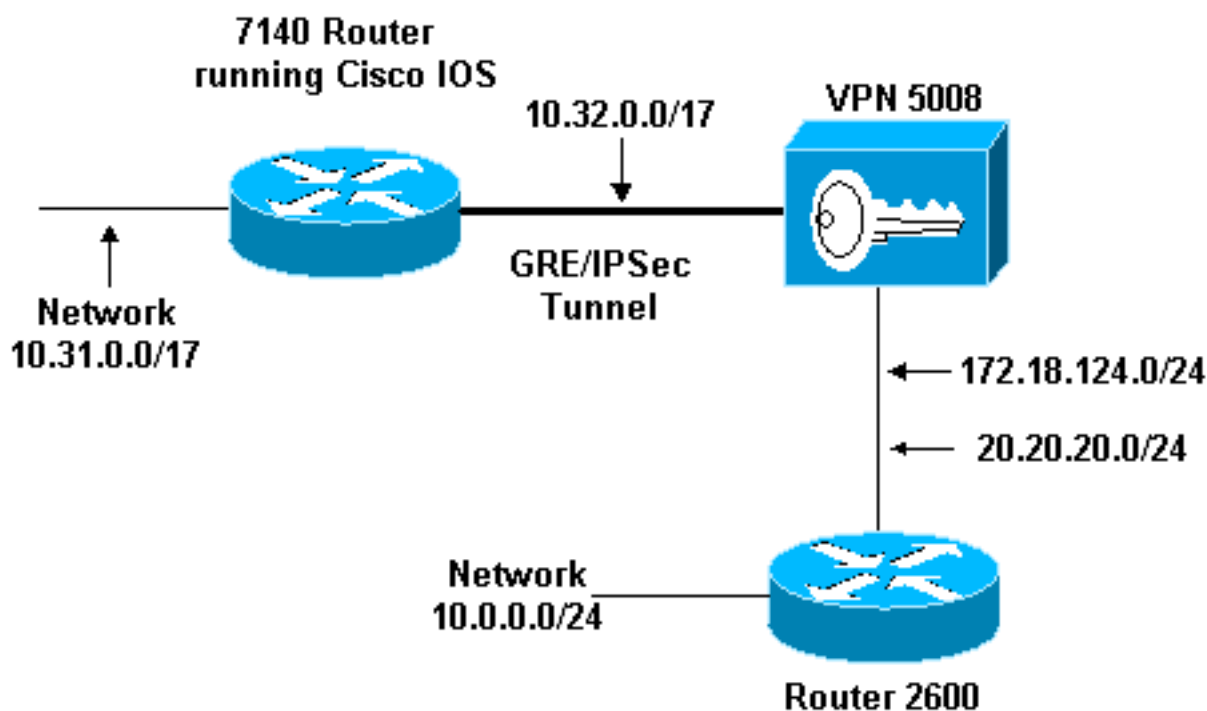 7140 Router
running Cisco IOS
10.32.0.0/17
VPN 5008
GRE/IPSec
Tunnel
Network
10.31.0.0/17
172.18.124.0/24
20.20.20.0/24
Network
10.0.0.0/24
Router 2600